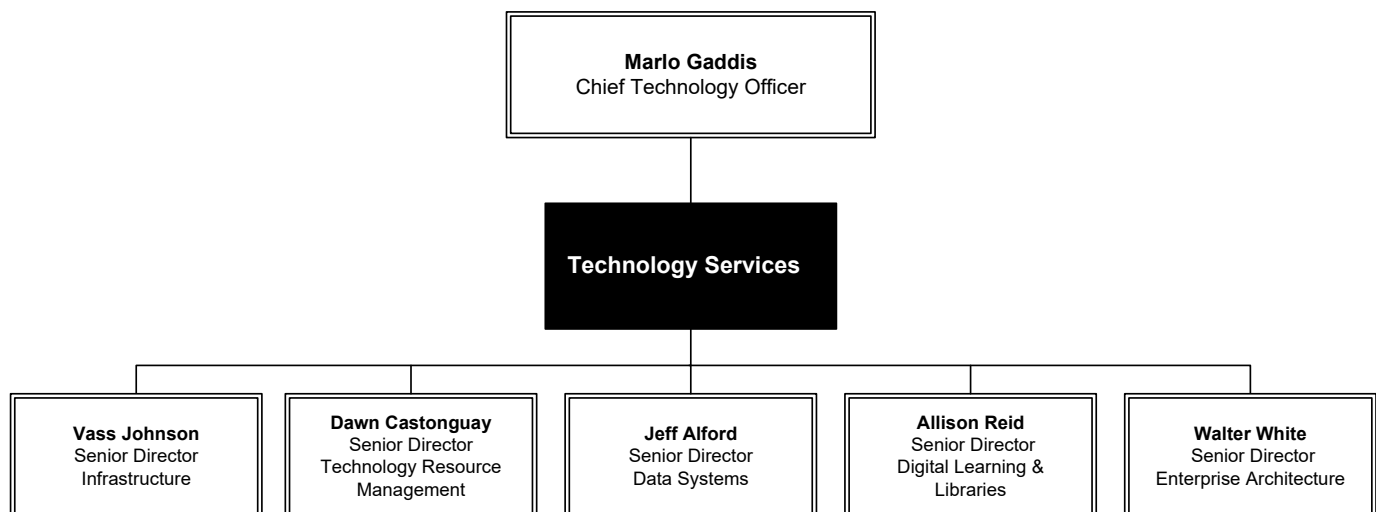 Marlo Gaddis
Chief Technology Officer
Technology Services
Vass Johnson
Senior Director
Infrastructure
Dawn Castonguay
Senior Director
Technology Resource
Management
Jeff Alford
Senior Director
Data Systems
Allison Reid
Senior Director
Digital Learning &
Libraries
Walter White
Senior Director
Enterprise Architecture